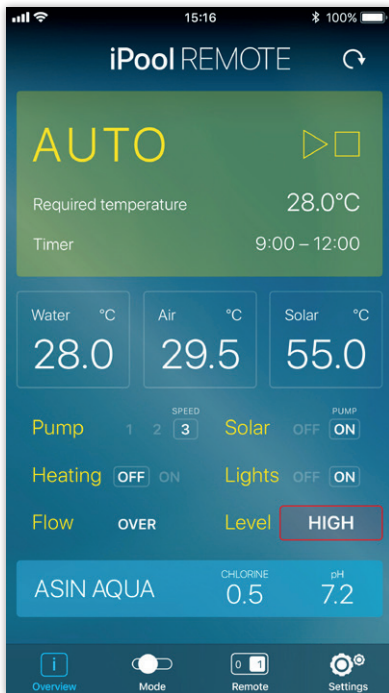 15:16 100%
iPool REMOTE
AUTO
Required temperature 28.0°C
Timer 9:00 – 12:00
Water °C Air °C Solar °C
28.0 29.5 55.0
SPEED PUMP
Pump 1 2 3 Solar OFF ON
Heating OFF ON Lights OFF ON
Flow OVER Level HIGH
CHLORINE pH
ASIN AQUA 0.5 7.2
i 0 1
Overview Mode Remote Settings